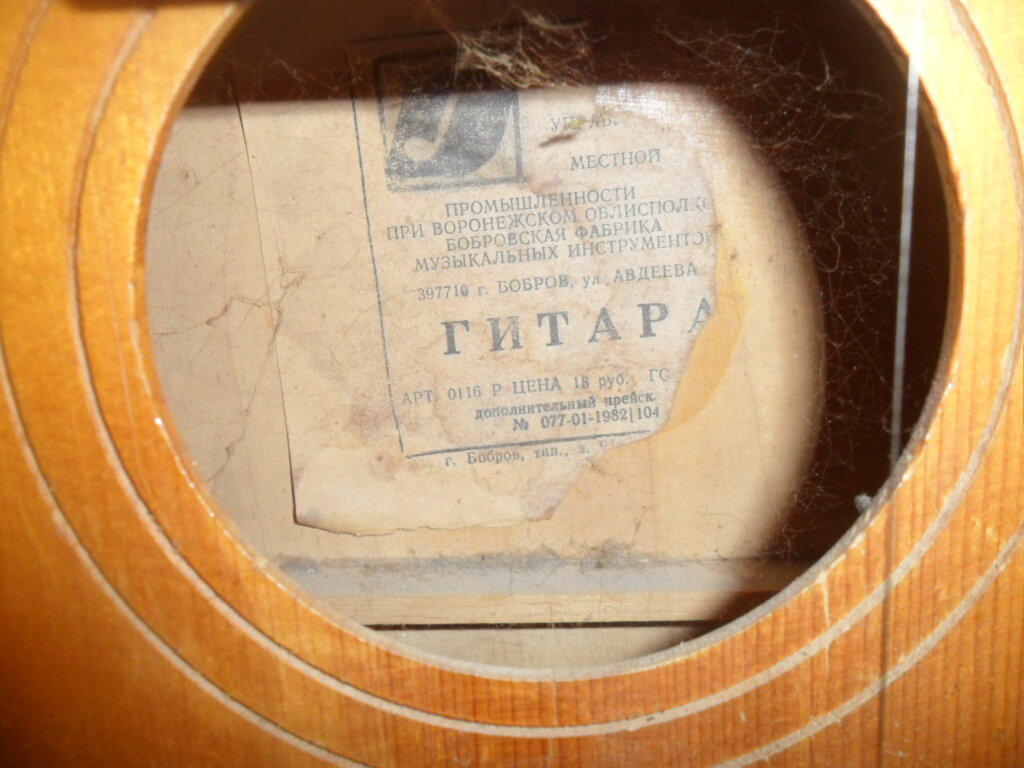 МЕСТНОЙ
ПРОМЫШЛЕННОСТИ
ПРИ ВОРОНЕЖСКОМ ОБЛИСПОЛКО
БОБРОВСКАЯ ФАБРИКА
МУЗЫКАЛЬНЫХ ИНСТРУМЕНТО
397710 г. БОБРОВ, ул. АВДЕЕВА
ГИТАРА
АРТ. 0116 Р ЦЕНА 18 руб. ГС
дополнительный прейск.
№ 077-01-1982|104
г. Бобров, тип., з.